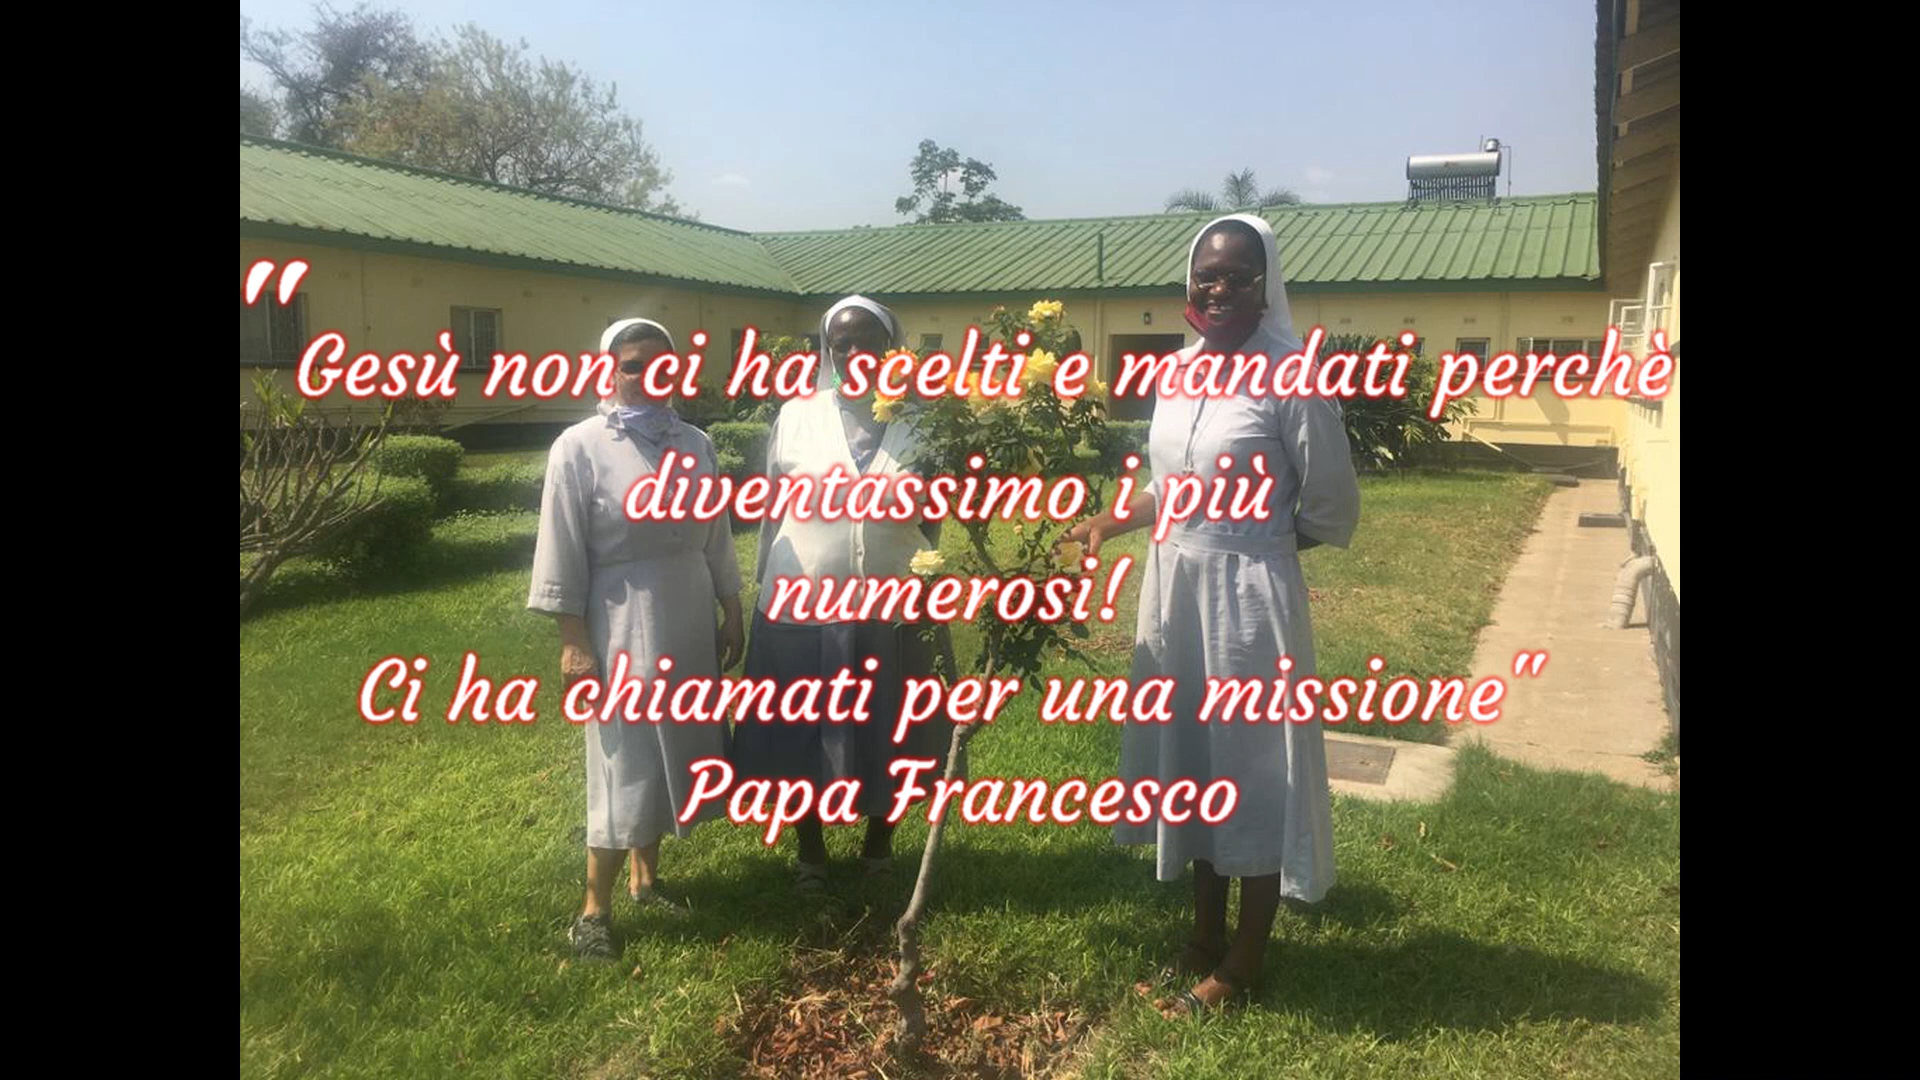 "
Gesù non ci ha scelti e mandati perchè
diventassimo i più
numerosi!
Ci ha chiamati per una missione"
Papa Francesco